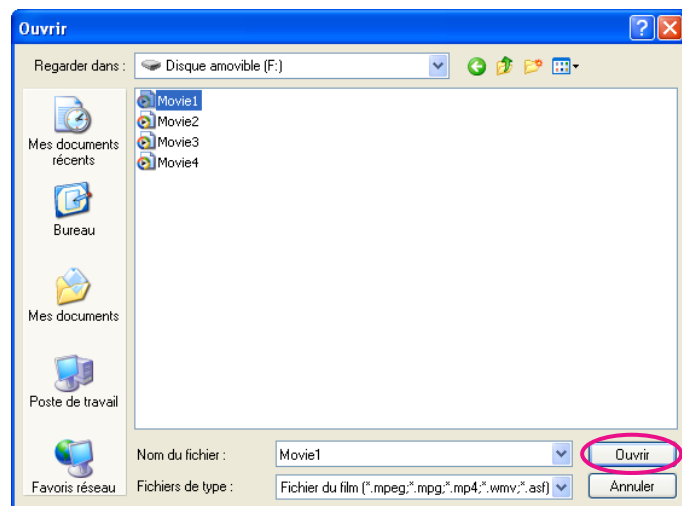 Ouvrir
Regarder dans : Disque amovible (F:)
Movie1
Movie2
Movie3
Movie4
Mes documents
récents
Bureau
Mes documents
Poste de travail
Favoris réseau
Nom du fichier : Movie1 Ouvrir
Fichiers de type : Fichier du film (*.mpeg;*.mpg;*.mp4;*.wmv;*.asf) Annuler